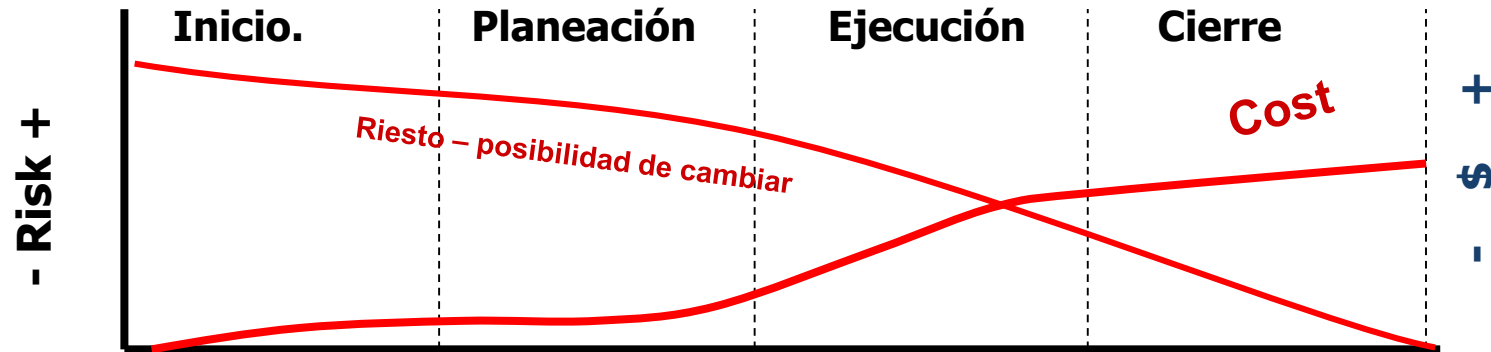 Inicio.
Planeación
Ejecución
Cierre
- Risk +
Riesto – posibilidad de cambiar
Cost
- $ +